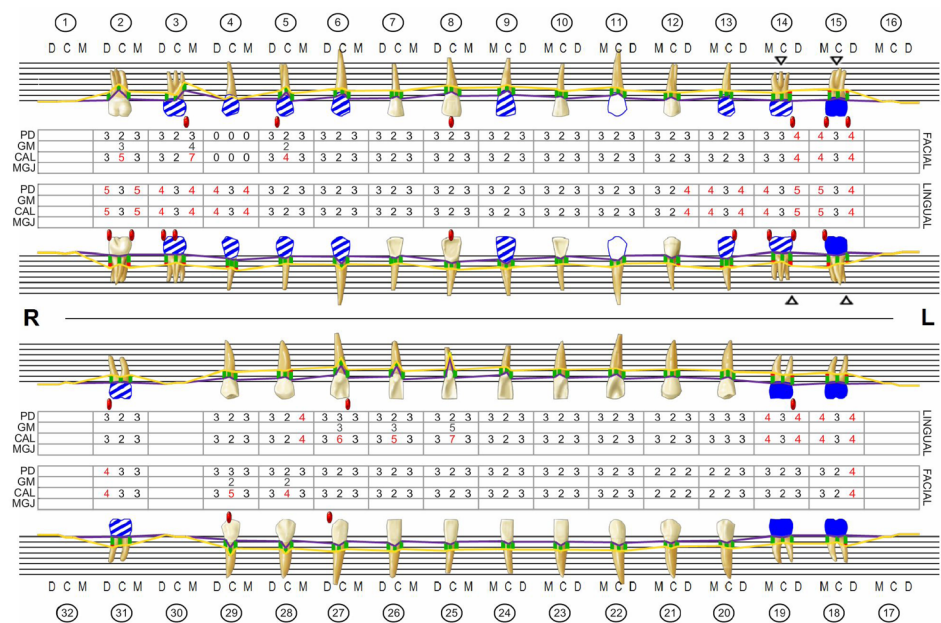 1 2 3 4 5 6 7 8 9 10 11 12 13 14 15 16
D C M D C M D C M D C M D C M D C M D C M D C M M C D M C D M C D M C D M C D M C D M C D M C D
PD 3 2 3 3 2 3 0 0 0 3 2 3 3 2 3 3 2 3 3 2 3 3 2 3 3 2 3 3 2 3 3 2 3 3 2 3 3 3 4 4 3 4
GM 3 4 2
CAL 3 5 3 3 2 7 0 0 0 3 4 3 3 2 3 3 2 3 3 2 3 3 2 3 3 2 3 3 2 3 3 2 3 3 2 3 3 3 4 4 3 4
MGJ
FACIAL
PD 5 3 5 4 3 4 4 3 4 3 2 3 3 2 3 3 2 3 3 2 3 3 2 3 3 2 3 3 2 3 3 2 4 4 3 4 4 3 5 5 3 4
GM
CAL 5 3 5 4 3 4 4 3 4 3 2 3 3 2 3 3 2 3 3 2 3 3 2 3 3 2 3 3 2 3 3 2 4 4 3 4 4 3 5 5 3 4
MGJ
LINGUAL
R L
PD 3 2 3 3 2 3 3 2 4 3 3 3 3 2 3 3 2 3 3 2 3 3 2 3 3 2 3 3 2 3 3 3 3 4 3 4 4 3 4
GM 3 3 5
CAL 3 2 3 3 2 3 3 2 4 3 6 3 3 5 3 3 7 3 3 2 3 3 2 3 3 2 3 3 2 3 3 3 3 4 3 4 4 3 4
MGJ
LINGUAL
PD 4 3 3 3 3 3 3 2 3 3 2 3 3 2 3 3 2 3 3 2 3 3 2 3 3 2 2 2 2 2 2 2 3 3 2 3 3 2 4
GM 2 2
CAL 4 3 3 3 5 3 3 4 3 3 2 3 3 2 3 3 2 3 3 2 3 3 2 3 3 2 2 2 2 2 2 2 3 3 2 3 3 2 4
MGJ
FACIAL
D C M D C M D C M D C M D C M D C M D C M D C M M C D M C D M C D M C D M C D M C D M C D M C D
32 31 30 29 28 27 26 25 24 23 22 21 20 19 18 17